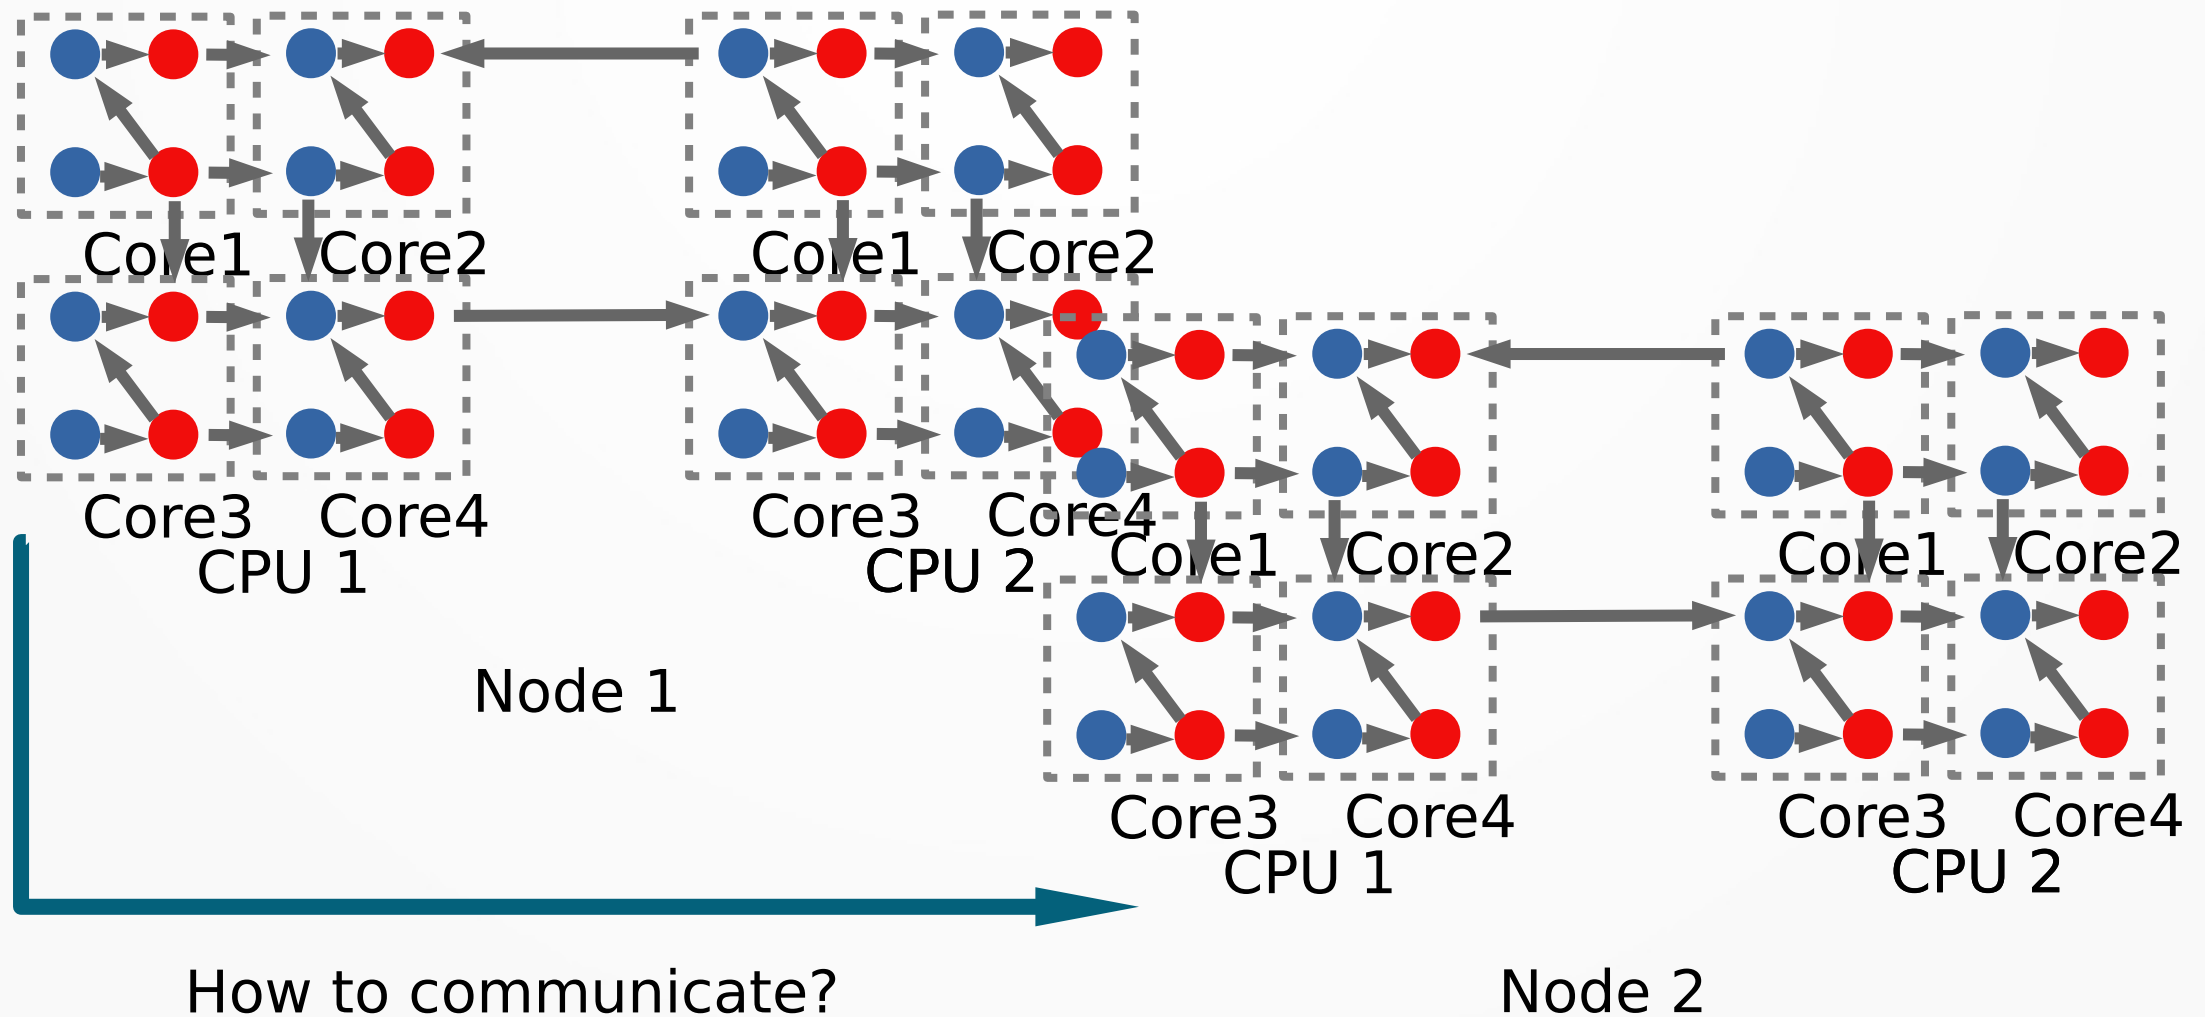 Core1
Core2
Core1
Core2
Core3
Core4
Core3
Core4
CPU 1
CPU 2
Node 1
Core1
Core2
Core1
Core2
Core3
Core4
Core3
Core4
CPU 1
CPU 2
How to communicate?
Node 2